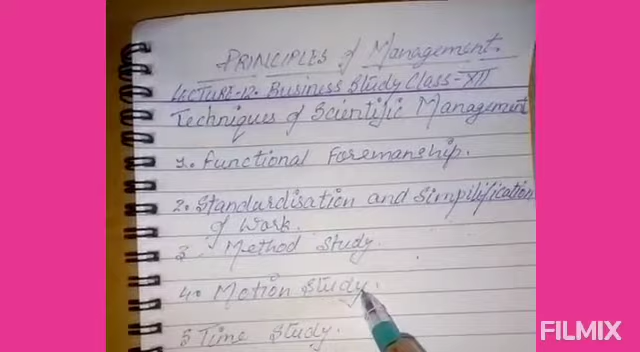 PRINCIPLES of Management.
LECTURE-12. Business Study Class-XII
Techniques of Scientific Management
1. Functional Foremanship.
2. Standardisation and Simplification
of Work.
3. Method Study.
4. Motion Study.
5 Time Study.
FILMIX